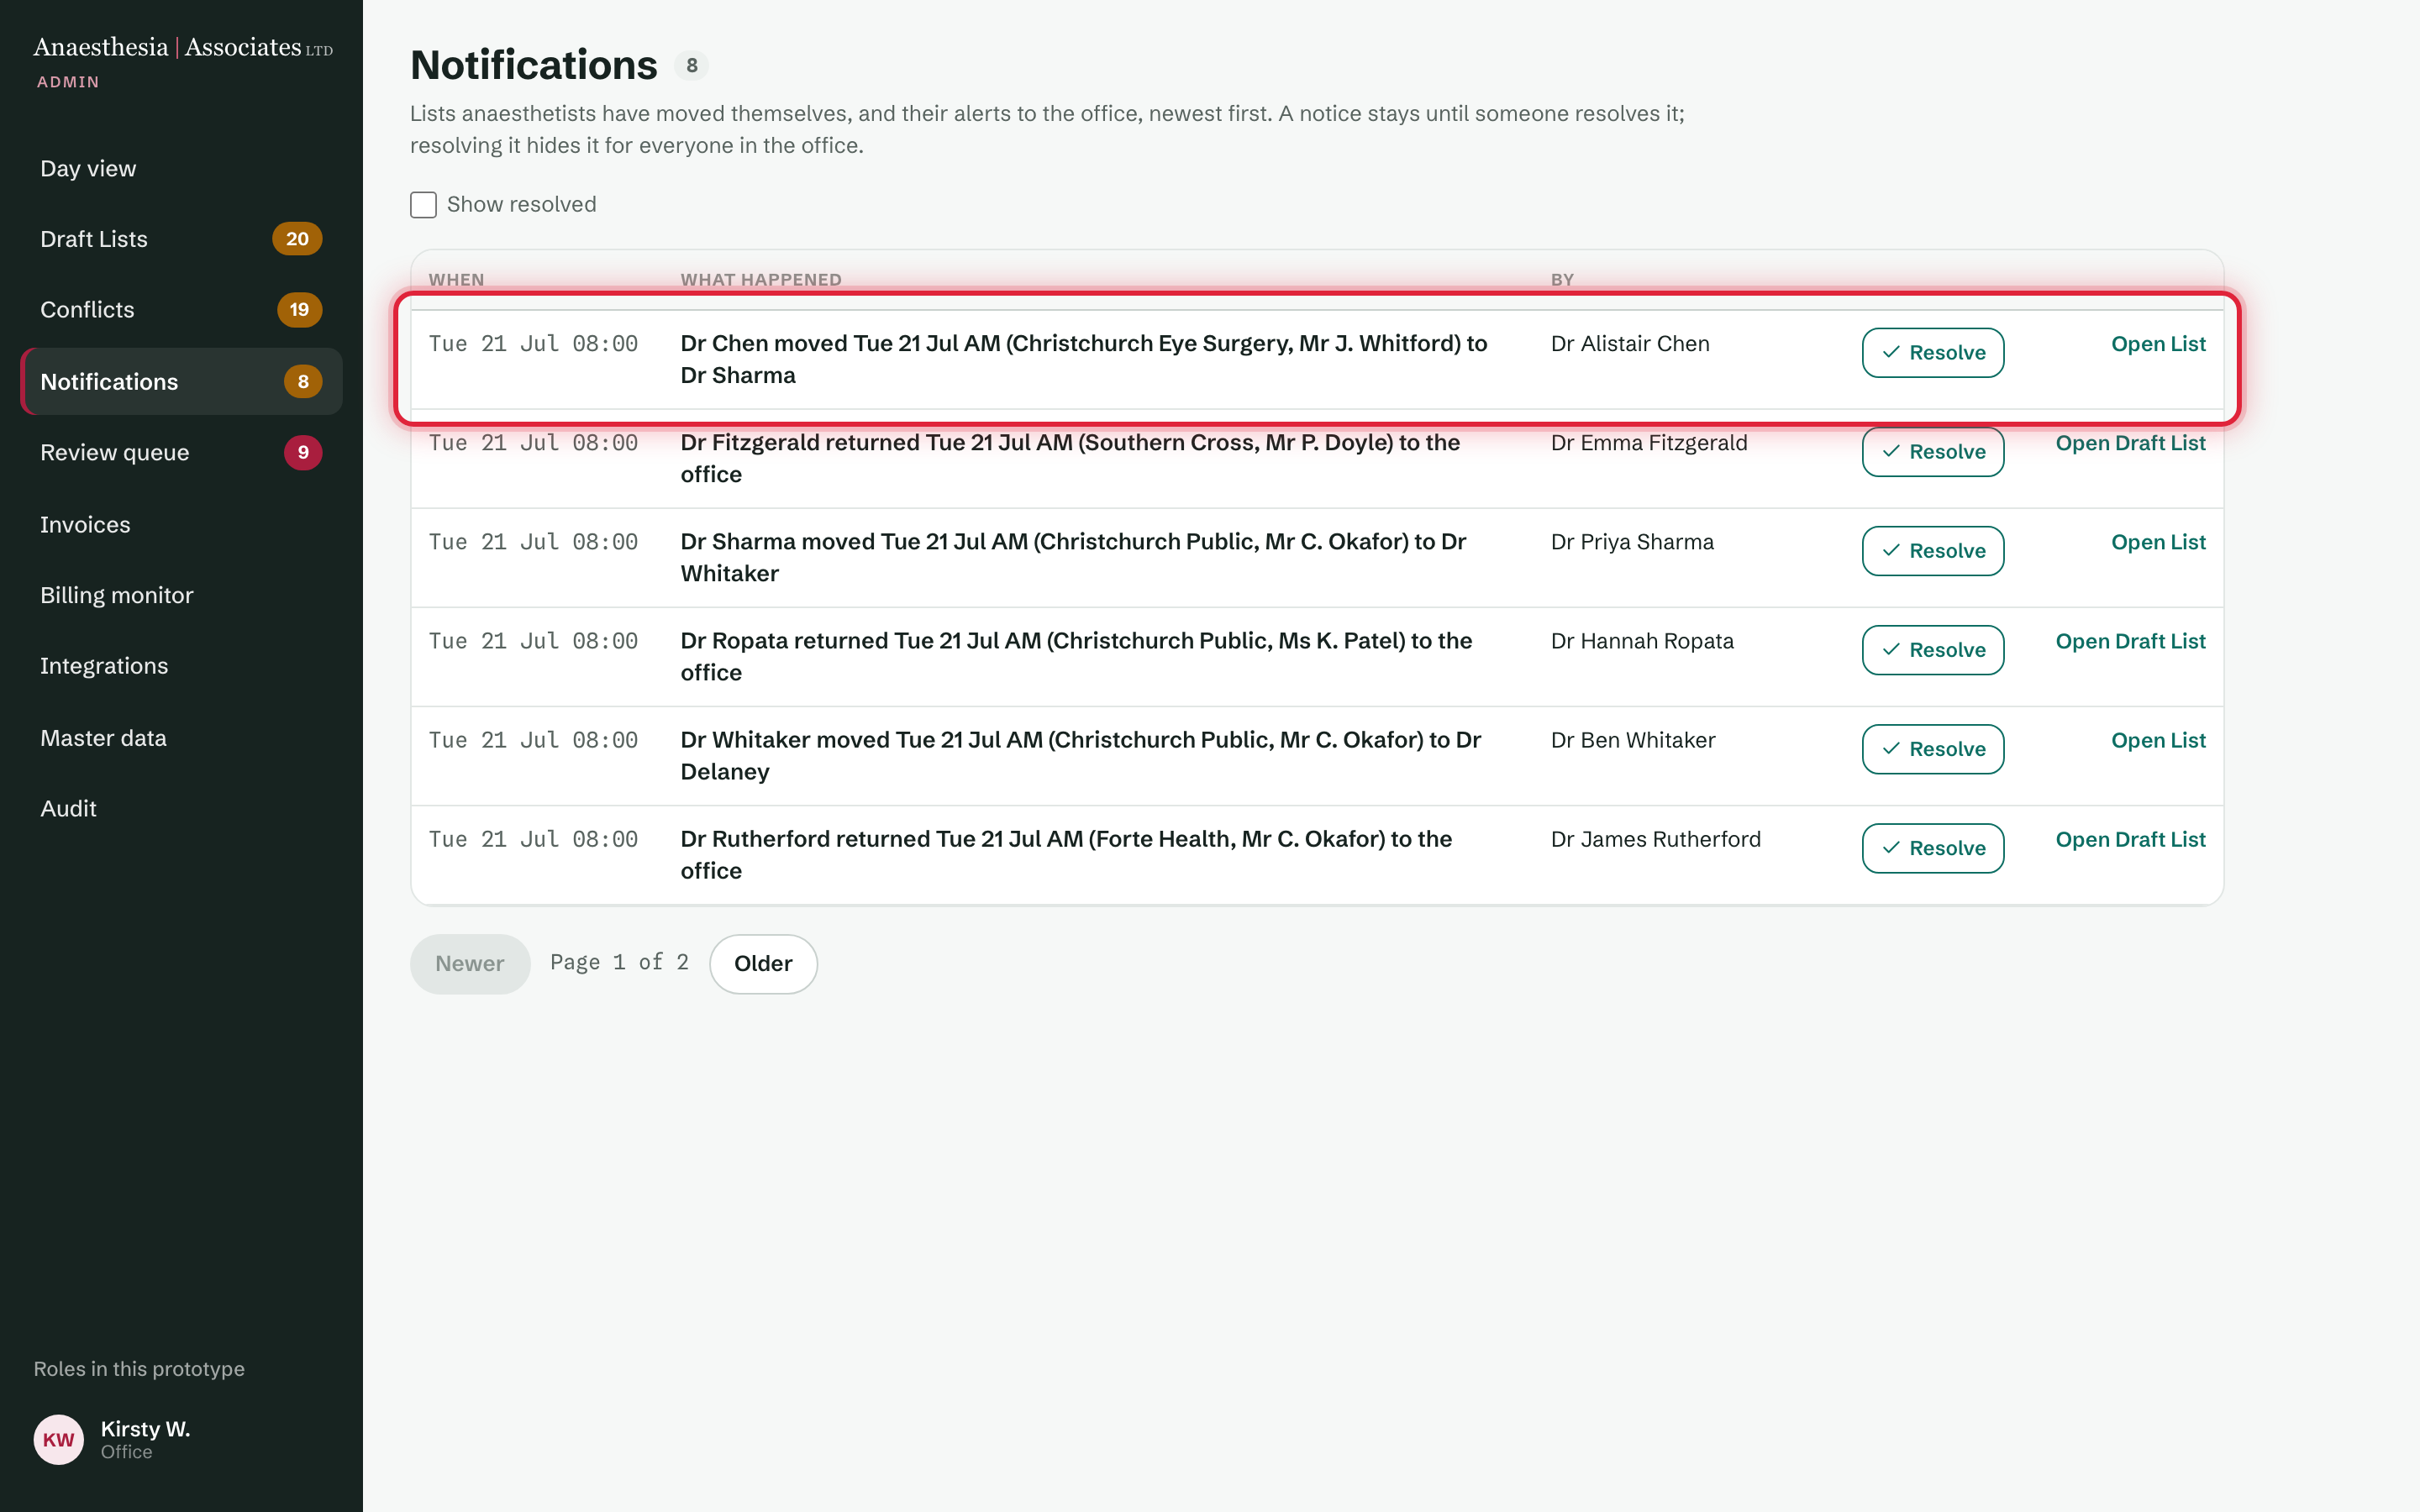 Anaesthesia | Associates LTD
ADMIN
Day view
Draft Lists 20
Conflicts 19
Notifications 8
Review queue 9
Invoices
Billing monitor
Integrations
Master data
Audit
Roles in this prototype
KW
Kirsty W.
Office
Notifications 8
Lists anaesthetists have moved themselves, and their alerts to the office, newest first. A notice stays until someone resolves it;
resolving it hides it for everyone in the office.
Show resolved
WHEN WHAT HAPPENED BY
Tue 21 Jul 08:00 Dr Chen moved Tue 21 Jul AM (Christchurch Eye Surgery, Mr J. Whitford) to Dr Alistair Chen Resolve Open List
Dr Sharma
Tue 21 Jul 08:00 Dr Fitzgerald returned Tue 21 Jul AM (Southern Cross, Mr P. Doyle) to the Dr Emma Fitzgerald Resolve Open Draft List
office
Tue 21 Jul 08:00 Dr Sharma moved Tue 21 Jul AM (Christchurch Public, Mr C. Okafor) to Dr Dr Priya Sharma Resolve Open List
Whitaker
Tue 21 Jul 08:00 Dr Ropata returned Tue 21 Jul AM (Christchurch Public, Ms K. Patel) to the Dr Hannah Ropata Resolve Open Draft List
office
Tue 21 Jul 08:00 Dr Whitaker moved Tue 21 Jul AM (Christchurch Public, Mr C. Okafor) to Dr Dr Ben Whitaker Resolve Open List
Delaney
Tue 21 Jul 08:00 Dr Rutherford returned Tue 21 Jul AM (Forte Health, Mr C. Okafor) to the Dr James Rutherford Resolve Open Draft List
office
Newer Page 1 of 2 Older